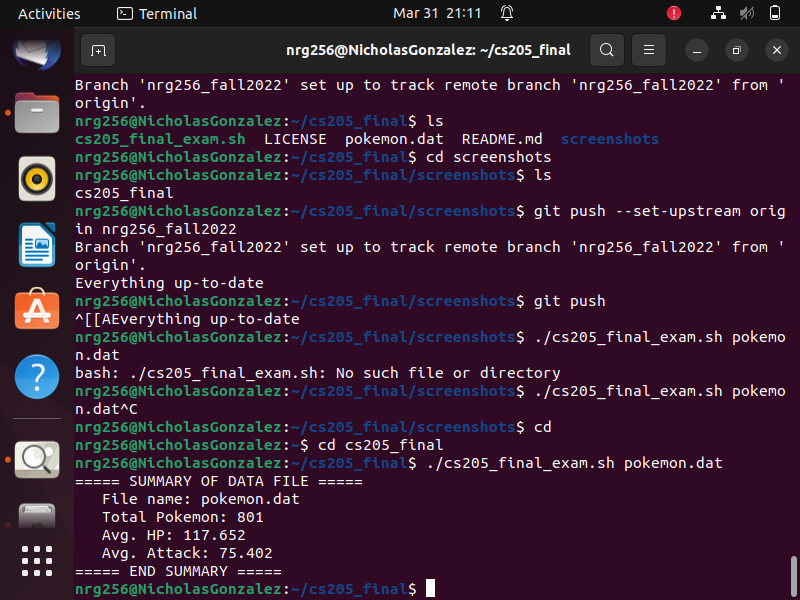 Activities
Terminal
Mar 31 21:11
nrg256@NicholasGonzalez: ~/cs205_final
Branch 'nrg256_fall2022' set up to track remote branch 'nrg256_fall2022' from '
origin'.
nrg256@NicholasGonzalez:~/cs205_final$ ls
cs205_final_exam.sh  LICENSE  pokemon.dat  README.md  screenshots
nrg256@NicholasGonzalez:~/cs205_final$ cd screenshots
nrg256@NicholasGonzalez:~/cs205_final/screenshots$ ls
cs205_final
nrg256@NicholasGonzalez:~/cs205_final/screenshots$ git push --set-upstream orig
in nrg256_fall2022
Branch 'nrg256_fall2022' set up to track remote branch 'nrg256_fall2022' from '
origin'.
Everything up-to-date
nrg256@NicholasGonzalez:~/cs205_final/screenshots$ git push
^[[AEverything up-to-date
nrg256@NicholasGonzalez:~/cs205_final/screenshots$ ./cs205_final_exam.sh pokemo
n.dat
bash: ./cs205_final_exam.sh: No such file or directory
nrg256@NicholasGonzalez:~/cs205_final/screenshots$ ./cs205_final_exam.sh pokemo
n.dat^C
nrg256@NicholasGonzalez:~/cs205_final/screenshots$ cd
nrg256@NicholasGonzalez:~$ cd cs205_final
nrg256@NicholasGonzalez:~/cs205_final$ ./cs205_final_exam.sh pokemon.dat
===== SUMMARY OF DATA FILE =====
   File name: pokemon.dat
   Total Pokemon: 801
   Avg. HP: 117.652
   Avg. Attack: 75.402
===== END SUMMARY =====
nrg256@NicholasGonzalez:~/cs205_final$